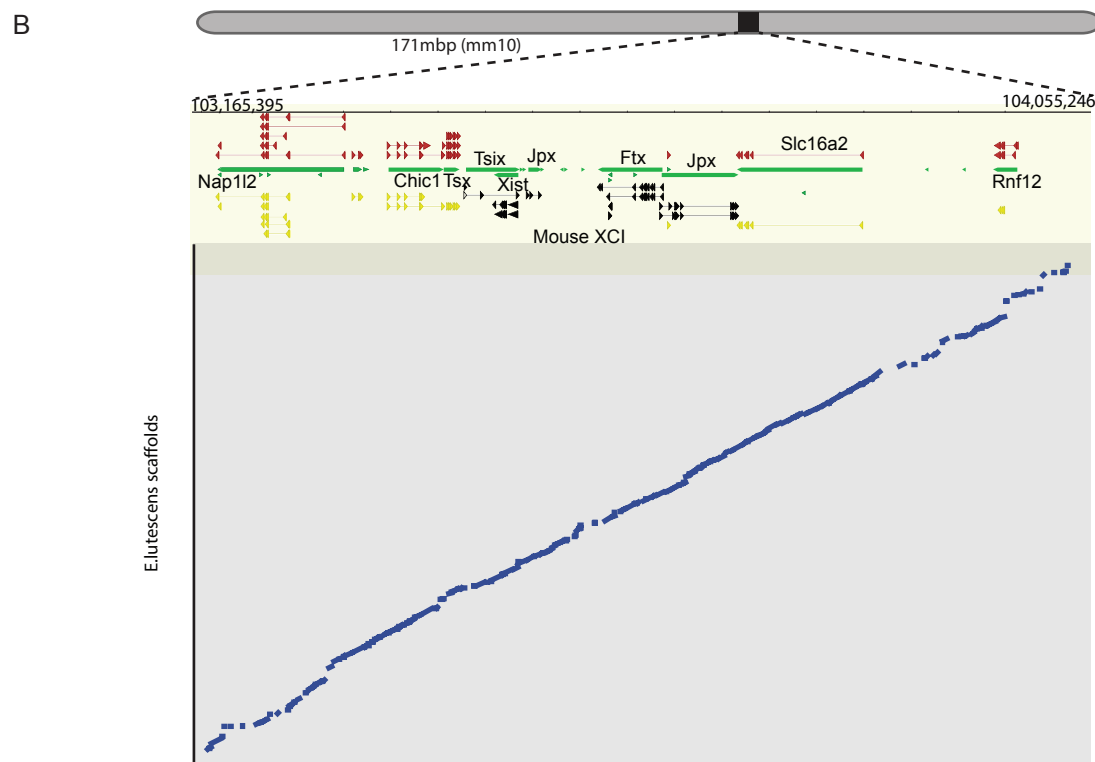 B
171mbp (mm10)
103,165,395 104,055,246
Tsix Jpx Ftx Jpx Slc16a2
Nap1l2 Chic1 Tsx Xist Rnf12
Mouse XCI
E.lutescens scaffolds